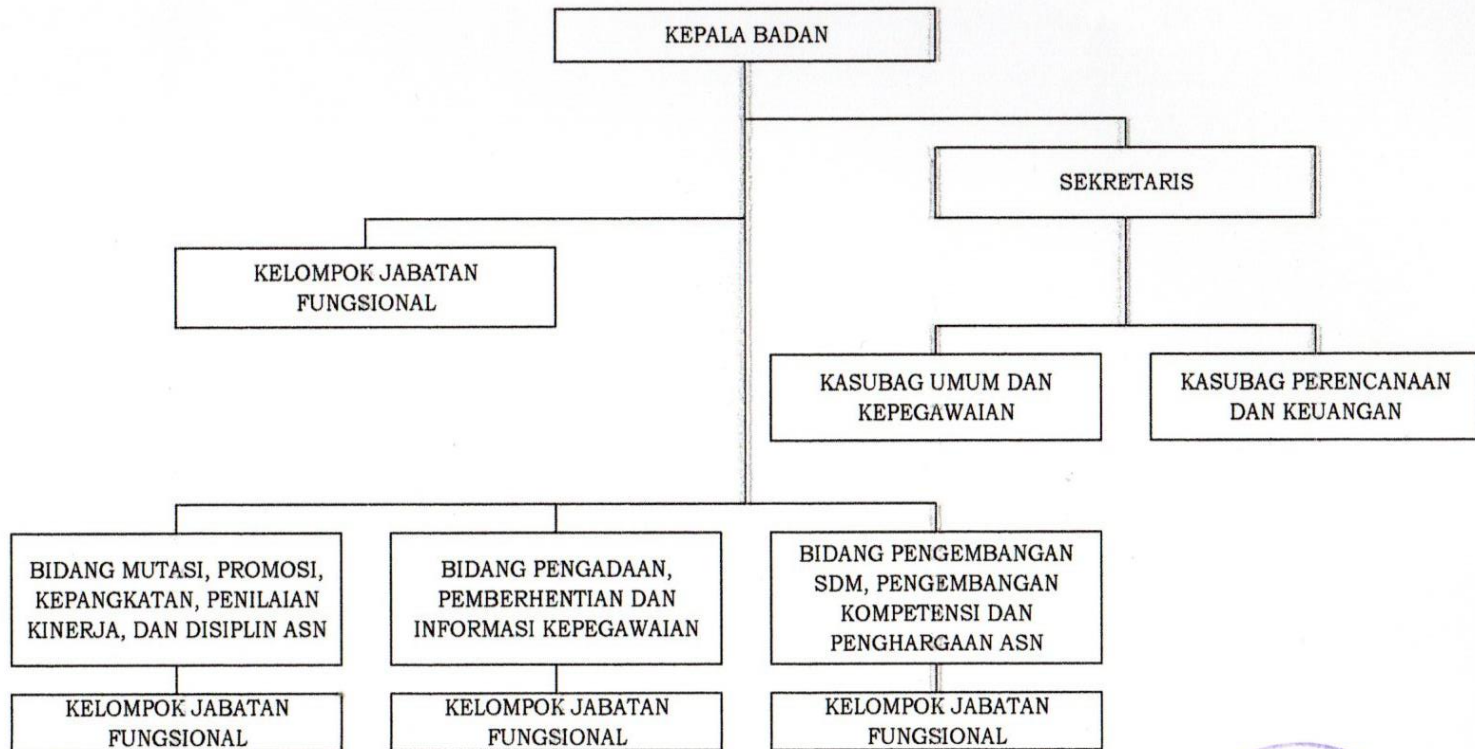 KEPALA BADAN
SEKRETARIS
KELOMPOK JABATAN
FUNGSIONAL
KASUBAG UMUM DAN
KEPEGAWAIAN
KASUBAG PERENCANAAN
DAN KEUANGAN
BIDANG MUTASI, PROMOSI,
KEPANGKATAN, PENILAIAN
KINERJA, DAN DISIPLIN ASN
BIDANG PENGADAAN,
PEMBERHENTIAN DAN
INFORMASI KEPEGAWAIAN
BIDANG PENGEMBANGAN
SDM, PENGEMBANGAN
KOMPETENSI DAN
PENGHARGAAN ASN
KELOMPOK JABATAN
FUNGSIONAL
KELOMPOK JABATAN
FUNGSIONAL
KELOMPOK JABATAN
FUNGSIONAL